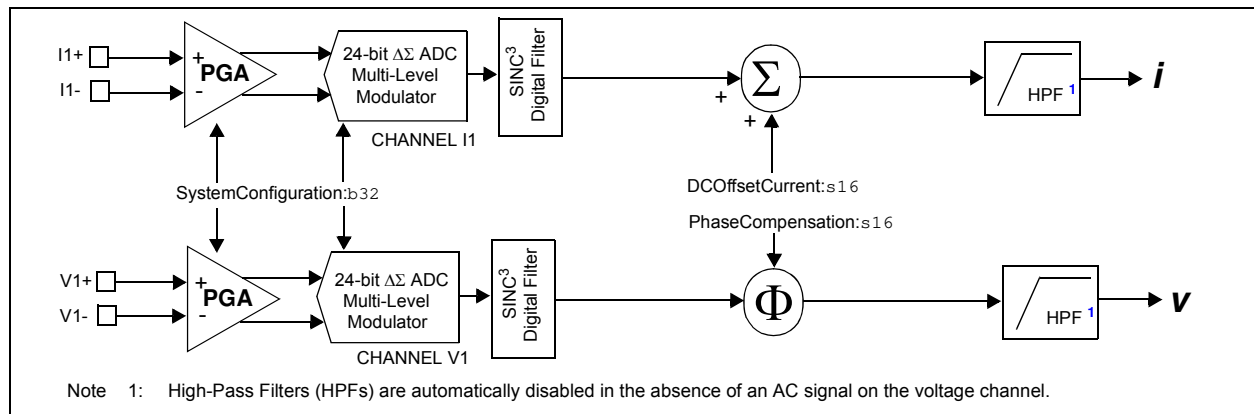 I1+
I1-
+
-
PGA
24-bit ΔΣ ADC
Multi-Level
Modulator
CHANNEL I1
SINC³
Digital Filter
+
Σ
+
HPF ¹
i
SystemConfiguration:b32
DCOffsetCurrent:s16
PhaseCompensation:s16
V1+
V1-
+
-
PGA
24-bit ΔΣ ADC
Multi-Level
Modulator
CHANNEL V1
SINC³
Digital Filter
Φ
HPF ¹
v
Note 1: High-Pass Filters (HPFs) are automatically disabled in the absence of an AC signal on the voltage channel.